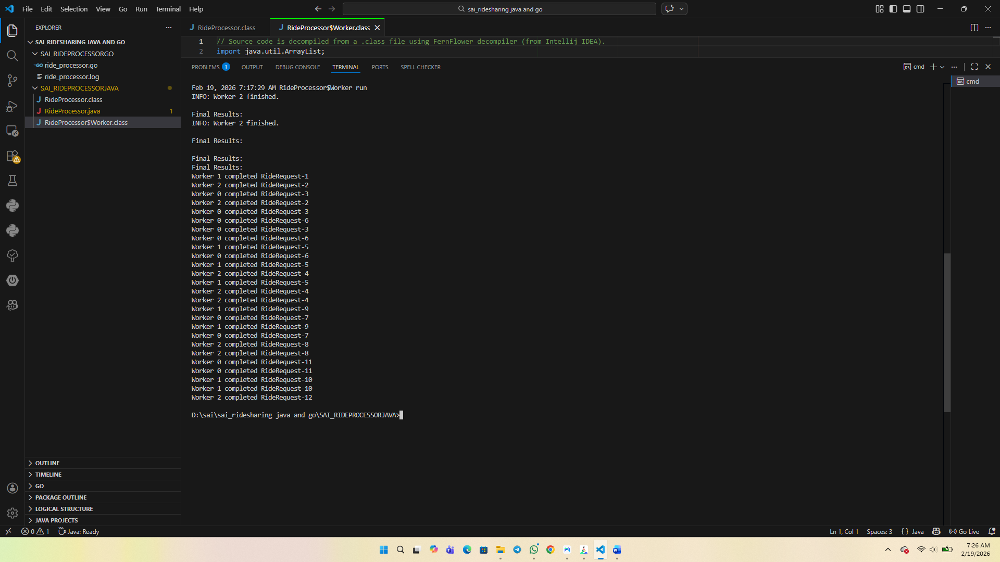 File Edit Selection View Go Run Terminal Help
sai_ridesharing java and go
EXPLORER
SAI_RIDESHARING JAVA AND GO
SAI_RIDEPROCESSORGO
ride_processor.go
ride_processor.log
SAI_RIDEPROCESSORJAVA
RideProcessor.class
RideProcessor.java 1
RideProcessor$Worker.class
OUTLINE
TIMELINE
GO
PACKAGE OUTLINE
LOGICAL STRUCTURE
JAVA PROJECTS
RideProcessor.class RideProcessor$Worker.class
1 // Source code is decompiled from a .class file using FernFlower decompiler (from Intellij IDEA).
2 import java.util.ArrayList;
PROBLEMS 1 OUTPUT DEBUG CONSOLE TERMINAL PORTS SPELL CHECKER
cmd
cmd
Feb 19, 2026 7:17:29 AM RideProcessor$Worker run
INFO: Worker 2 finished.
Final Results:
INFO: Worker 2 finished.
Final Results:
Final Results:
Final Results:
Worker 1 completed RideRequest-1
Worker 2 completed RideRequest-2
Worker 0 completed RideRequest-3
Worker 2 completed RideRequest-2
Worker 0 completed RideRequest-3
Worker 0 completed RideRequest-6
Worker 0 completed RideRequest-3
Worker 0 completed RideRequest-6
Worker 1 completed RideRequest-5
Worker 0 completed RideRequest-6
Worker 1 completed RideRequest-5
Worker 2 completed RideRequest-4
Worker 1 completed RideRequest-5
Worker 2 completed RideRequest-4
Worker 2 completed RideRequest-4
Worker 1 completed RideRequest-9
Worker 0 completed RideRequest-7
Worker 1 completed RideRequest-9
Worker 0 completed RideRequest-7
Worker 2 completed RideRequest-8
Worker 2 completed RideRequest-8
Worker 0 completed RideRequest-11
Worker 0 completed RideRequest-11
Worker 1 completed RideRequest-10
Worker 1 completed RideRequest-10
Worker 2 completed RideRequest-12
D:\sai\sai_ridesharing java and go\SAI_RIDEPROCESSORJAVA>
0 1 Java: Ready
Ln 1, Col 1 Spaces: 3 { } Java Go Live
7:26 AM
2/19/2026